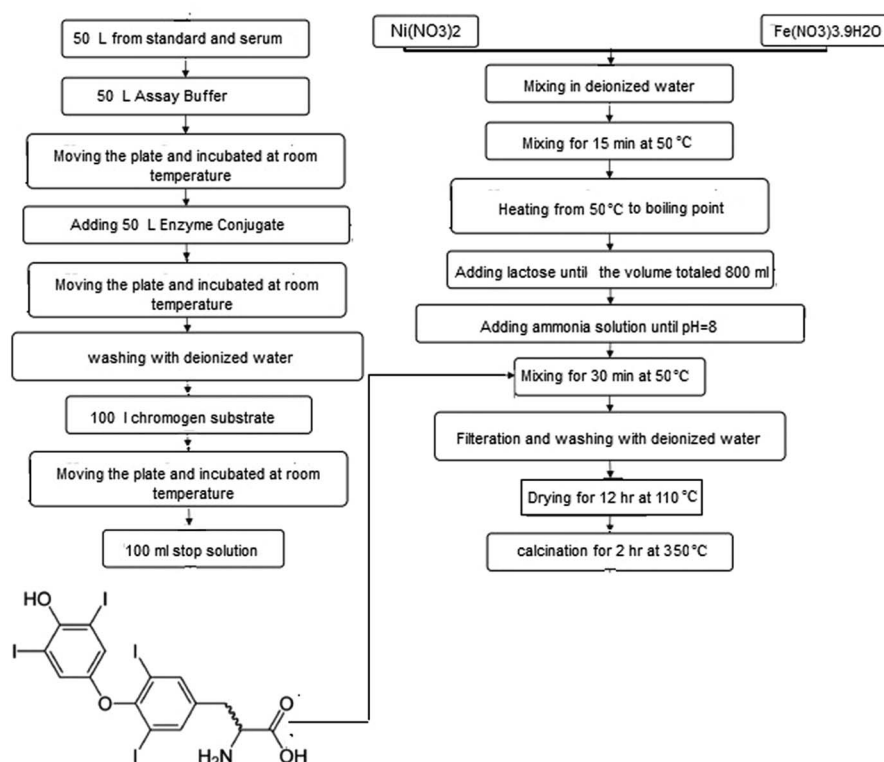 50 L from standard and serum
50 L Assay Buffer
Moving the plate and incubated at room
temperature
Adding 50 L Enzyme Conjugate
Moving the plate and incubated at room
temperature
washing with deionized water
100 l chromogen substrate
Moving the plate and incubated at room
temperature
100 ml stop solution
Ni(NO3)2
Fe(NO3)3.9H2O
Mixing in deionized water
Mixing for 15 min at 50°C
Heating from 50°C to boiling point
Adding lactose until the volume totaled 800 ml
Adding ammonia solution until pH=8
Mixing for 30 min at 50°C
Filteration and washing with deionized water
Drying for 12 hr at 110°C
calcination for 2 hr at 350°C
HO
I
I
I
O
O
I
H₂N
OH